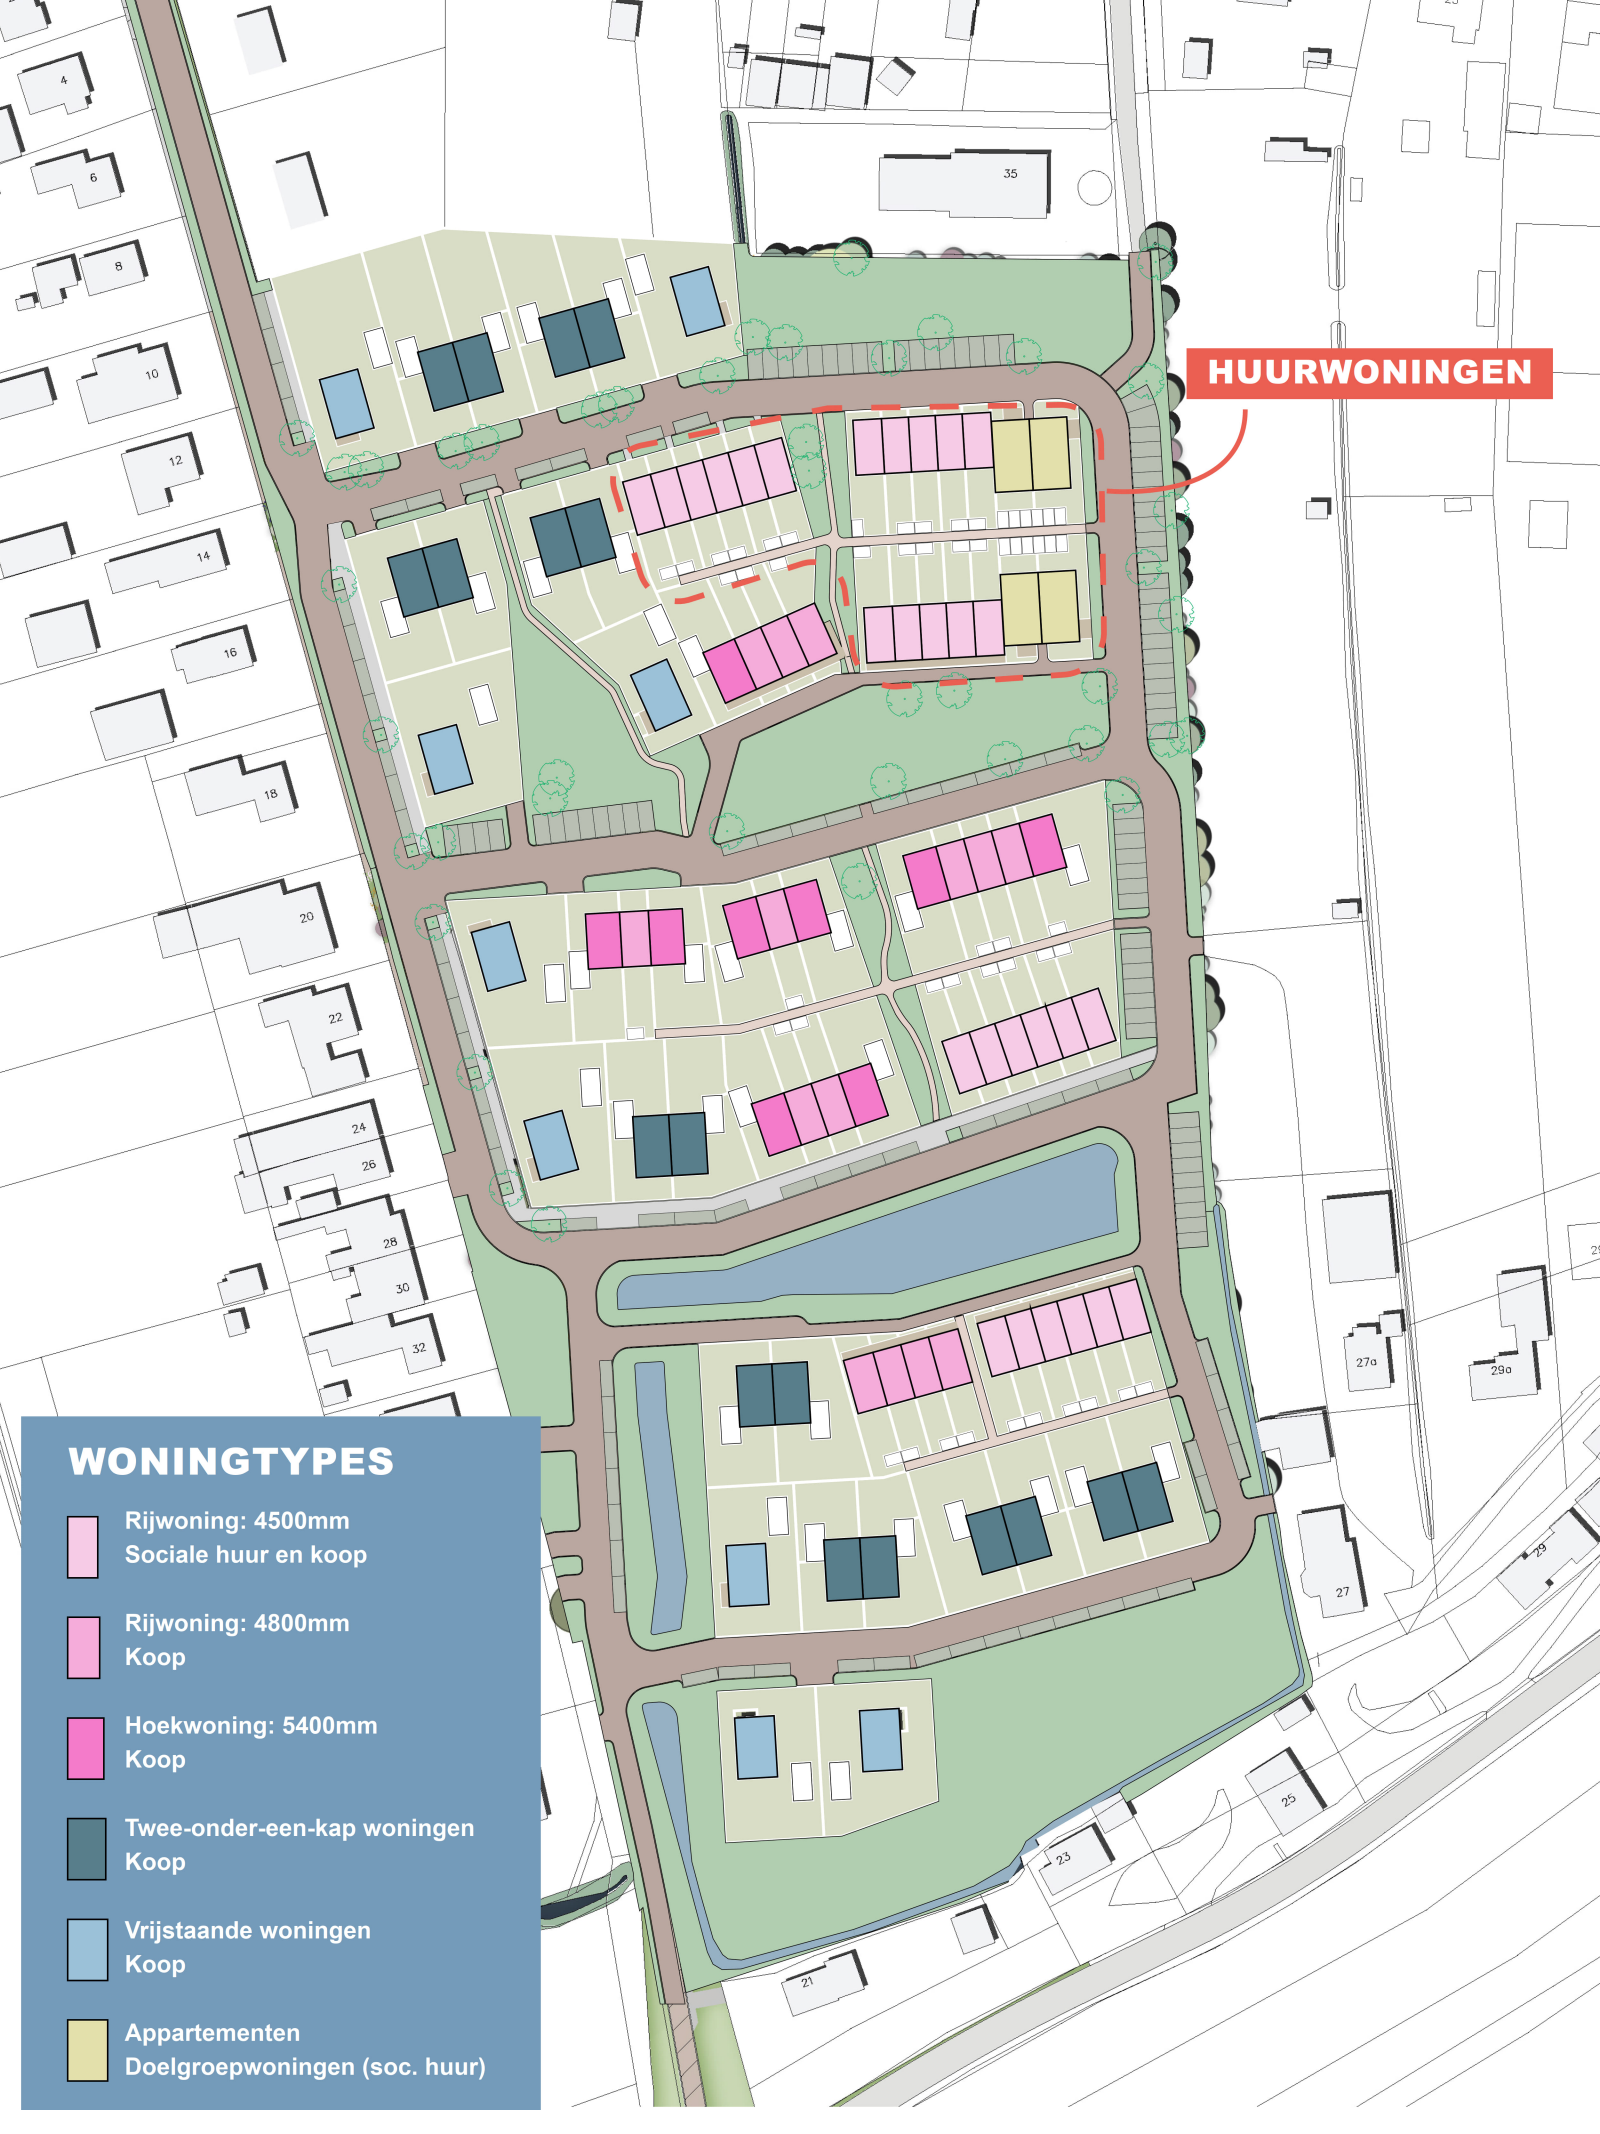 4
6
8
10
12
14
16
18
20
22
24
26
28
30
32
35
HUURWONINGEN
27a
29a
29
27
25
23
21
WONINGTYPES
Rijwoning: 4500mm
Sociale huur en koop
Rijwoning: 4800mm
Koop
Hoekwoning: 5400mm
Koop
Twee-onder-een-kap woningen
Koop
Vrijstaande woningen
Koop
Appartementen
Doelgroepwoningen (soc. huur)